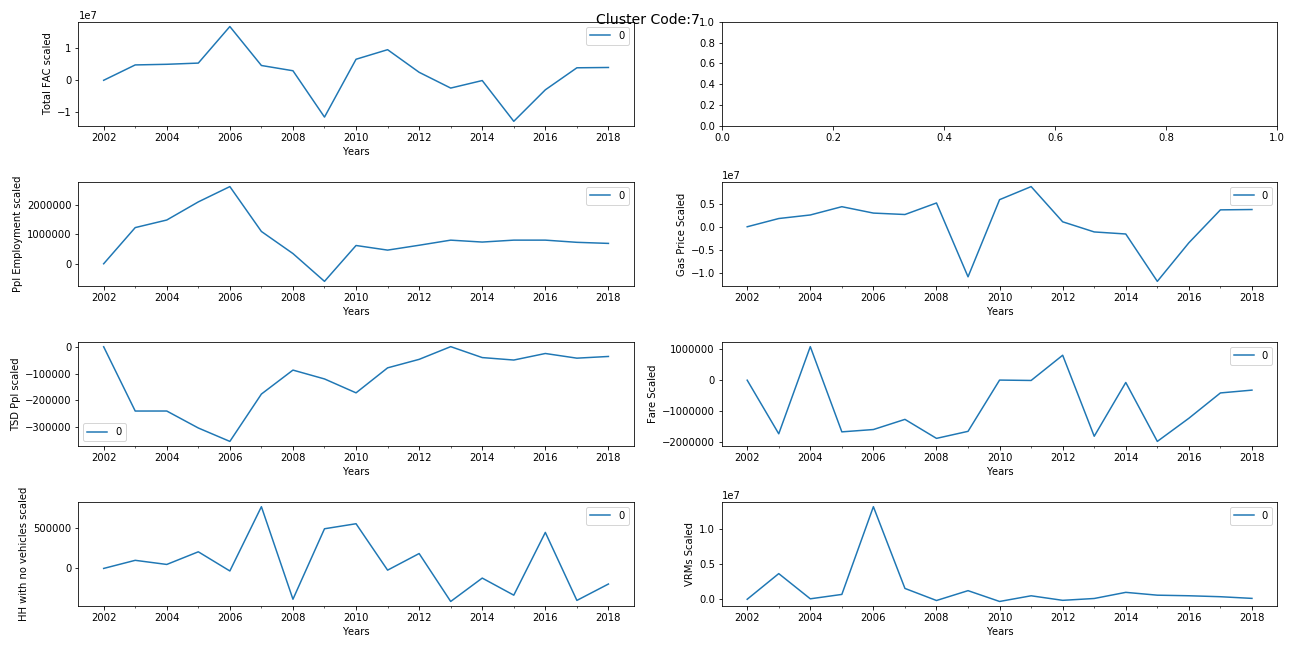 Cluster Code:7
1e7
Total FAC scaled
1
0
−1
0
2002 2004 2006 2008 2010 2012 2014 2016 2018
Years
1.0
0.8
0.6
0.4
0.2
0.0
0.0 0.2 0.4 0.6 0.8 1.0
Ppl Employment scaled
2000000
1000000
0
0
2002 2004 2006 2008 2010 2012 2014 2016 2018
Years
1e7
Gas Price Scaled
0.5
0.0
−0.5
−1.0
0
2002 2004 2006 2008 2010 2012 2014 2016 2018
Years
TSD Ppl scaled
0
−100000
−200000
−300000
0
2002 2004 2006 2008 2010 2012 2014 2016 2018
Years
Fare Scaled
1000000
0
−1000000
−2000000
0
2002 2004 2006 2008 2010 2012 2014 2016 2018
Years
HH with no vehicles scaled
500000
0
0
2002 2004 2006 2008 2010 2012 2014 2016 2018
Years
1e7
VRMs Scaled
1.0
0.5
0.0
0
2002 2004 2006 2008 2010 2012 2014 2016 2018
Years